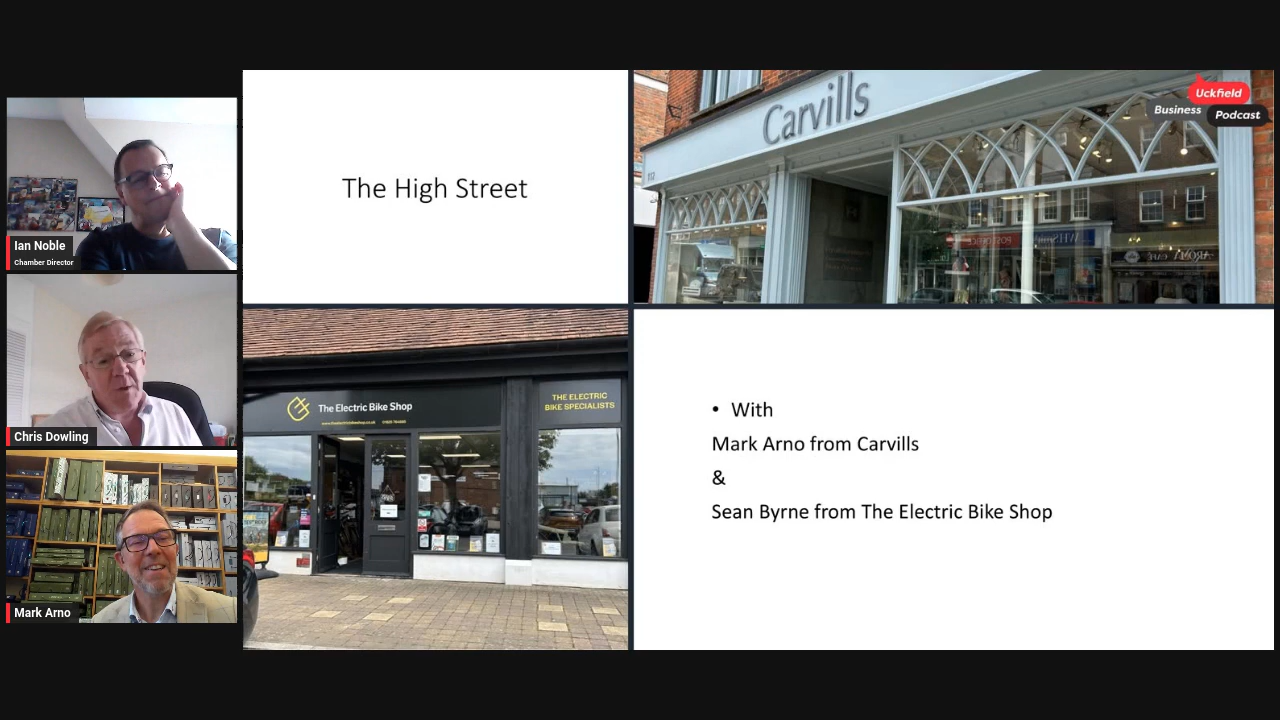 Ian Noble
Chamber Director
Chris Dowling
Mark Arno
The High Street
Carvills
Uckfield
Business
Podcast
The Electric Bike Shop
THE ELECTRIC
BIKE SPECIALISTS
• With
Mark Arno from Carvills
&
Sean Byrne from The Electric Bike Shop